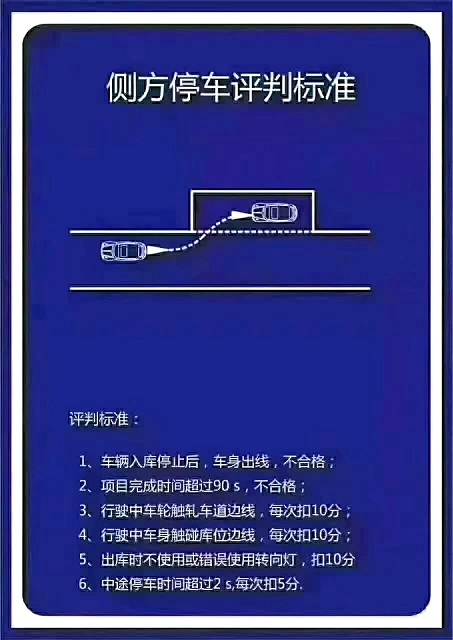 侧方停车评判标准
评判标准：
1、车辆入库停止后，车身出线，不合格；
2、项目完成时间超过90 s，不合格；
3、行驶中车轮触轧车道边线，每次扣10分；
4、行驶中车身触碰库位边线，每次扣10分；
5、出库时不使用或错误使用转向灯，扣10分
6、中途停车时间超过2 s,每次扣5分.